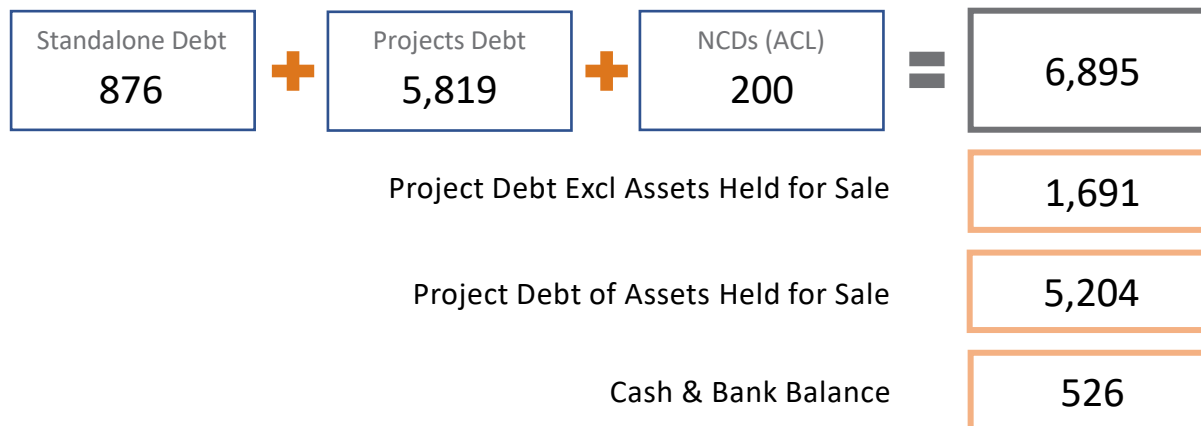 Standalone Debt
876
Projects Debt
5,819
NCDs (ACL)
200
6,895
Project Debt Excl Assets Held for Sale
1,691
Project Debt of Assets Held for Sale
5,204
Cash & Bank Balance
526